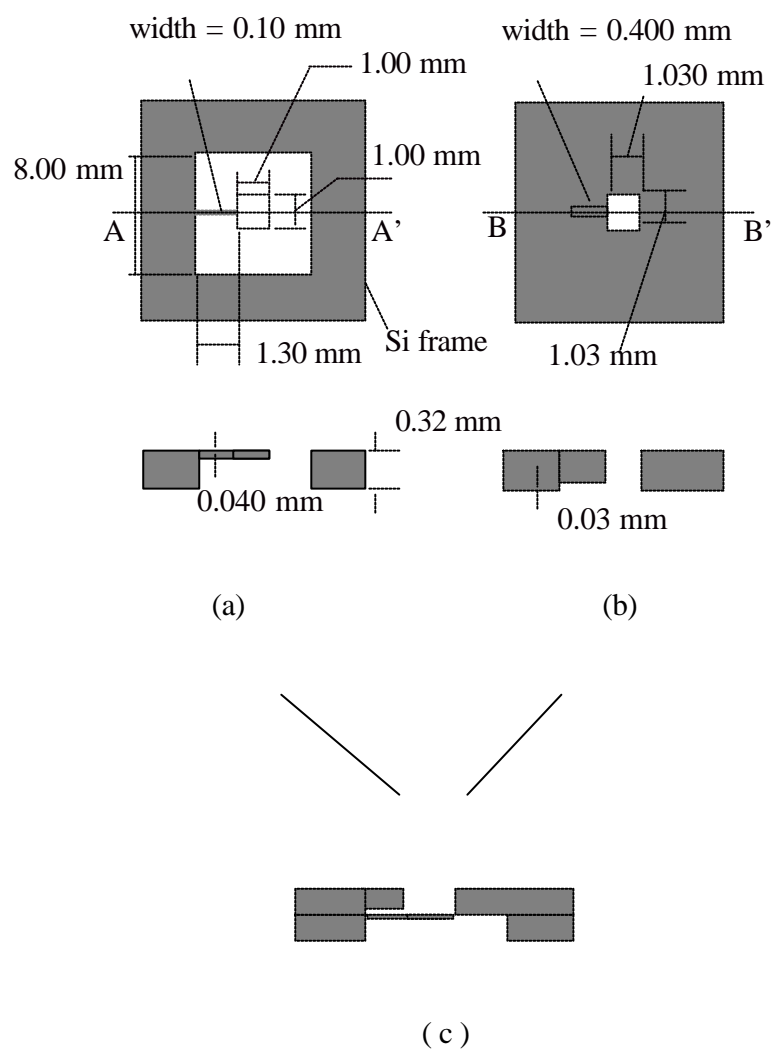 width = 0.10 mm
width = 0.400 mm
1.00 mm
1.030 mm
8.00 mm
1.00 mm
A
A’
B
B’
Si frame
1.30 mm
1.03 mm
0.32 mm
0.040 mm
0.03 mm
(a)
(b)
( c )